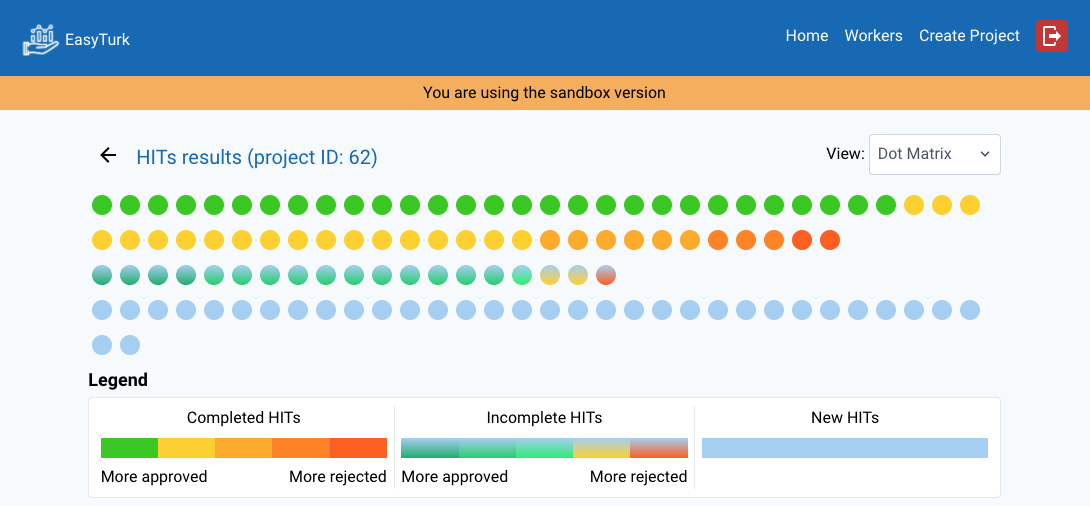 EasyTurk
Home Workers Create Project
You are using the sandbox version
HITs results (project ID: 62)
View: Dot Matrix
Legend
Completed HITs Incomplete HITs New HITs
More approved More rejected More approved More rejected